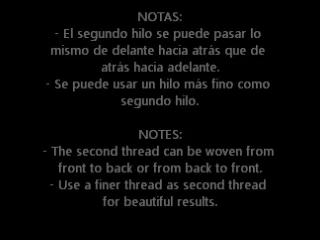 NOTAS:
- El segundo hilo se puede pasar lo
mismo de delante hacia atrás que de
atrás hacia adelante.
- Se puede usar un hilo más fino como
segundo hilo.
NOTES:
- The second thread can be woven from
front to back or from back to front.
- Use a finer thread as second thread
for beautiful results.